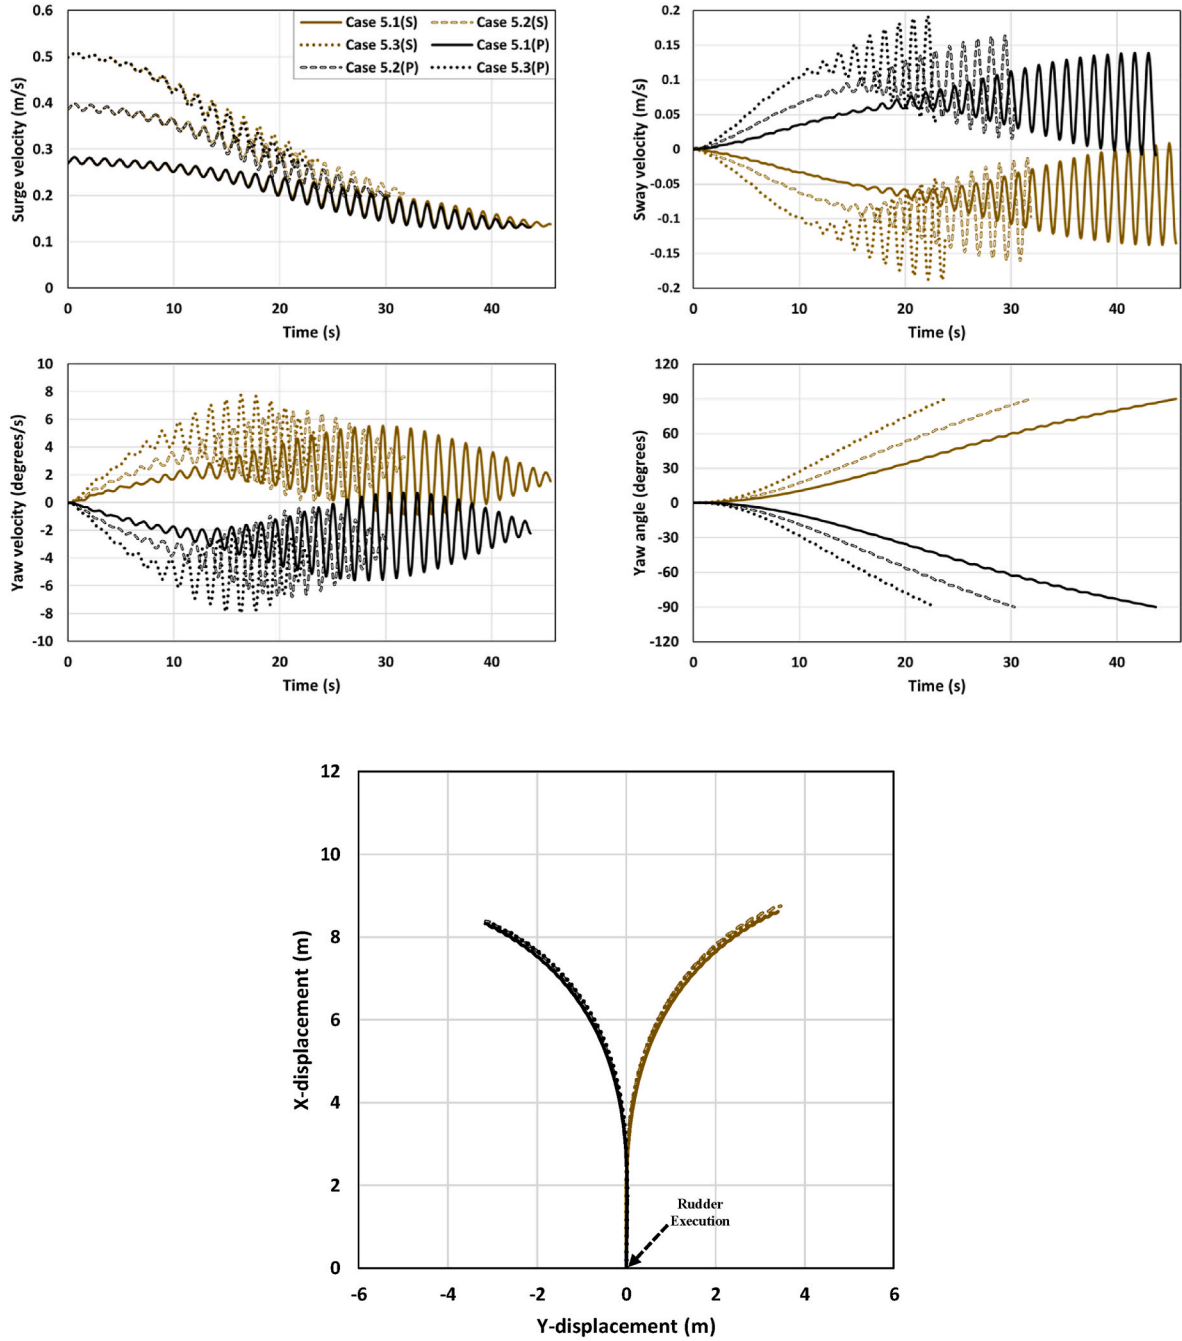 Case 5.1(S) Case 5.2(S)
Case 5.3(S) Case 5.1(P)
Case 5.2(P) Case 5.3(P)
Surge velocity (m/s)
0.6
0.5
0.4
0.3
0.2
0.1
0
0 10 20 30 40
Time (s)
Sway velocity (m/s)
0.2
0.15
0.1
0.05
0
-0.05
-0.1
-0.15
-0.2
0 10 20 30 40
Time (s)
Yaw velocity (degrees/s)
10
8
6
4
2
0
-2
-4
-6
-8
-10
0 10 20 30 40
Time (s)
Yaw angle (degrees)
120
90
60
30
0
-30
-60
-90
-120
0 10 20 30 40
Time (s)
X-displacement (m)
12
10
8
6
4
2
0
Rudder
Execution
-6 -4 -2 0 2 4 6
Y-displacement (m)